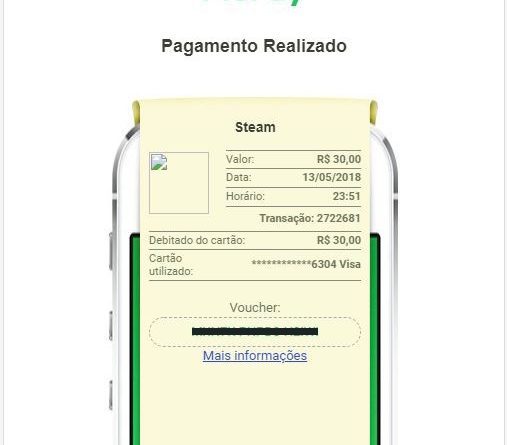 Pagamento Realizado
Steam
Valor: R$ 30,00
Data: 13/05/2018
Horário: 23:51
Transação: 2722681
Debitado do cartão: R$ 30,00
Cartão utilizado: ************6304 Visa
Voucher:
Mais informações